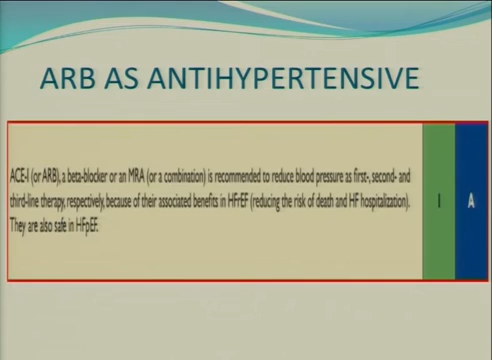 ARB AS ANTIHYPERTENSIVE
ACE-I (or ARB), a beta-blocker or an MRA (or a combination) is recommended to reduce blood pressure as first-, second- and
third-line therapy, respectively, because of their associated benefits in HFrEF (reducing the risk of death and HF hospitalization).
They are also safe in HFpEF.
I
A